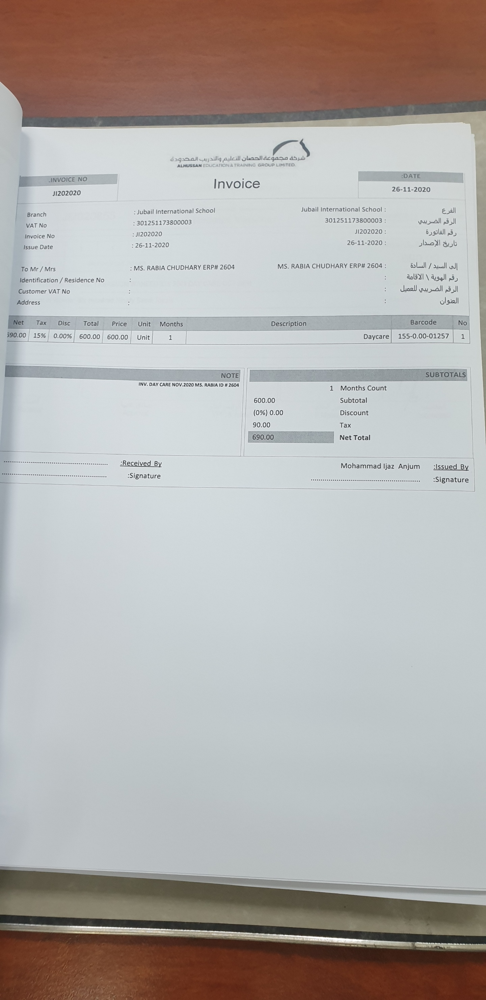 شركة مجموعة الحصان للتعليم والتدريب المحدودة
ALHUSSAN EDUCATION & TRAINING GROUP LIMITED.
.INVOICE NO
Invoice
:DATE
JI202020
26-11-2020
Branch : Jubail International School Jubail International School : الفرع
VAT No : 301251173800003 301251173800003 : الرقم الضريبي
Invoice No : JI202020 JI202020 : رقم الفاتورة
Issue Date : 26-11-2020 26-11-2020 : تاريخ الإصدار
To Mr / Mrs : MS. RABIA CHUDHARY ERP# 2604 MS. RABIA CHUDHARY ERP# 2604 : إلى السيد / السادة
Identification / Residence No : : رقم الهوية \ الاقامة
Customer VAT No : : الرقم الضريبي للعميل
Address : : العنوان
Net Tax Disc Total Price Unit Months Description Barcode No
690.00 15% 0.00% 600.00 600.00 Unit 1 Daycare 155-0.00-01257 1
NOTE
INV. DAY CARE NOV.2020 MS. RABIA ID # 2604
SUBTOTALS
1 Months Count
600.00 Subtotal
(0%) 0.00 Discount
90.00 Tax
690.00 Net Total
........................................................ :Received By
........................................................ :Signature
Mohammad Ijaz Anjum :Issued By
........................................................ :Signature